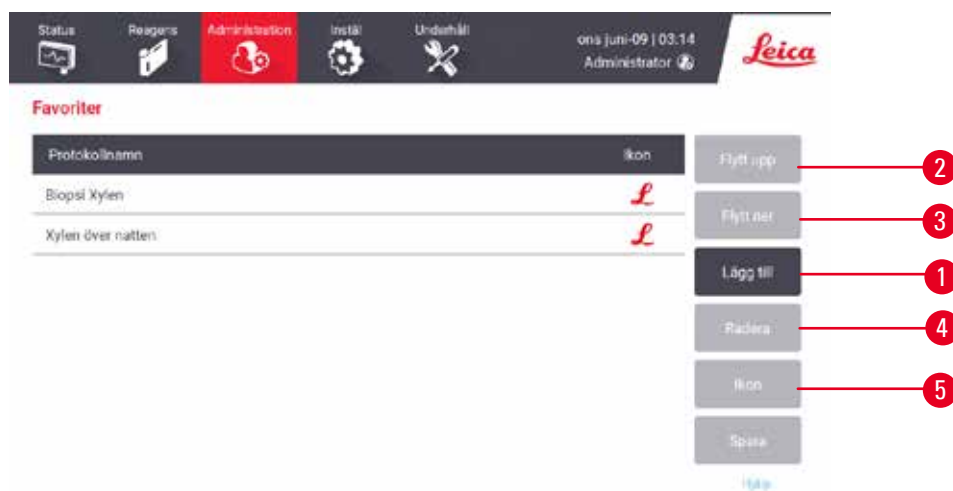 Status Reagens Administration Inställ Underhåll
ons juni-09 | 03.14
Administrator
Leica
Favoriter
Protokollnamn Ikon
Biopsi Xylen
Xylen över natten
Flytt upp 2
Flytt ner 3
Lägg till 1
Radera 4
Ikon 5
Spara